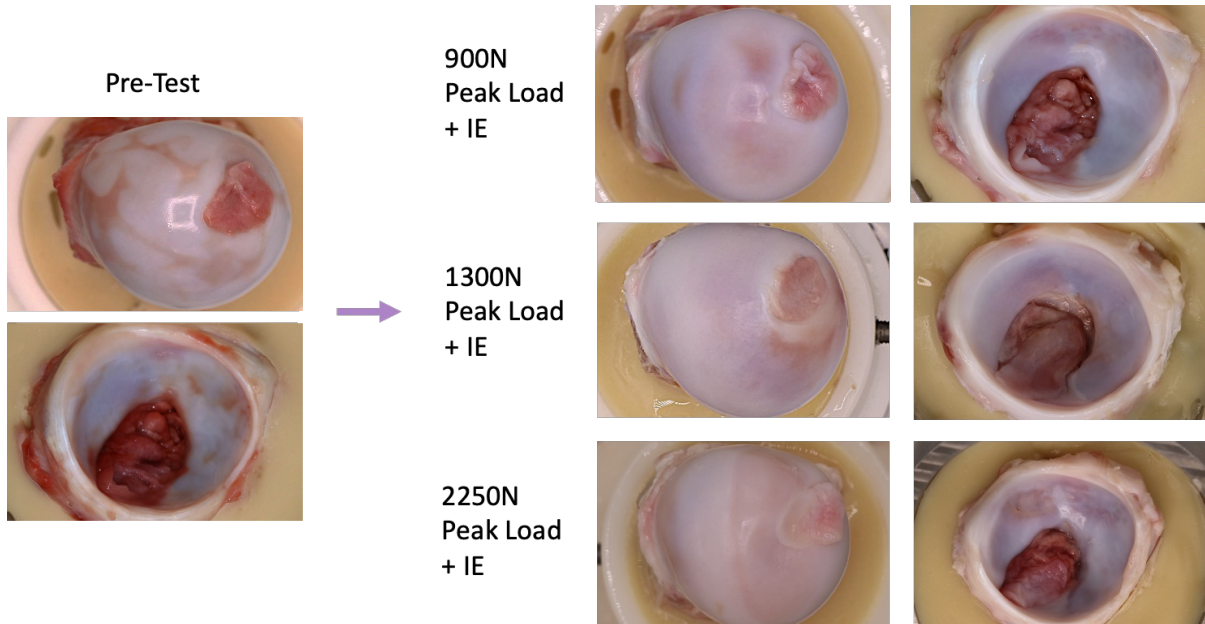 Pre-Test
900N
Peak Load
+ IE
1300N
Peak Load
+ IE
2250N
Peak Load
+ IE